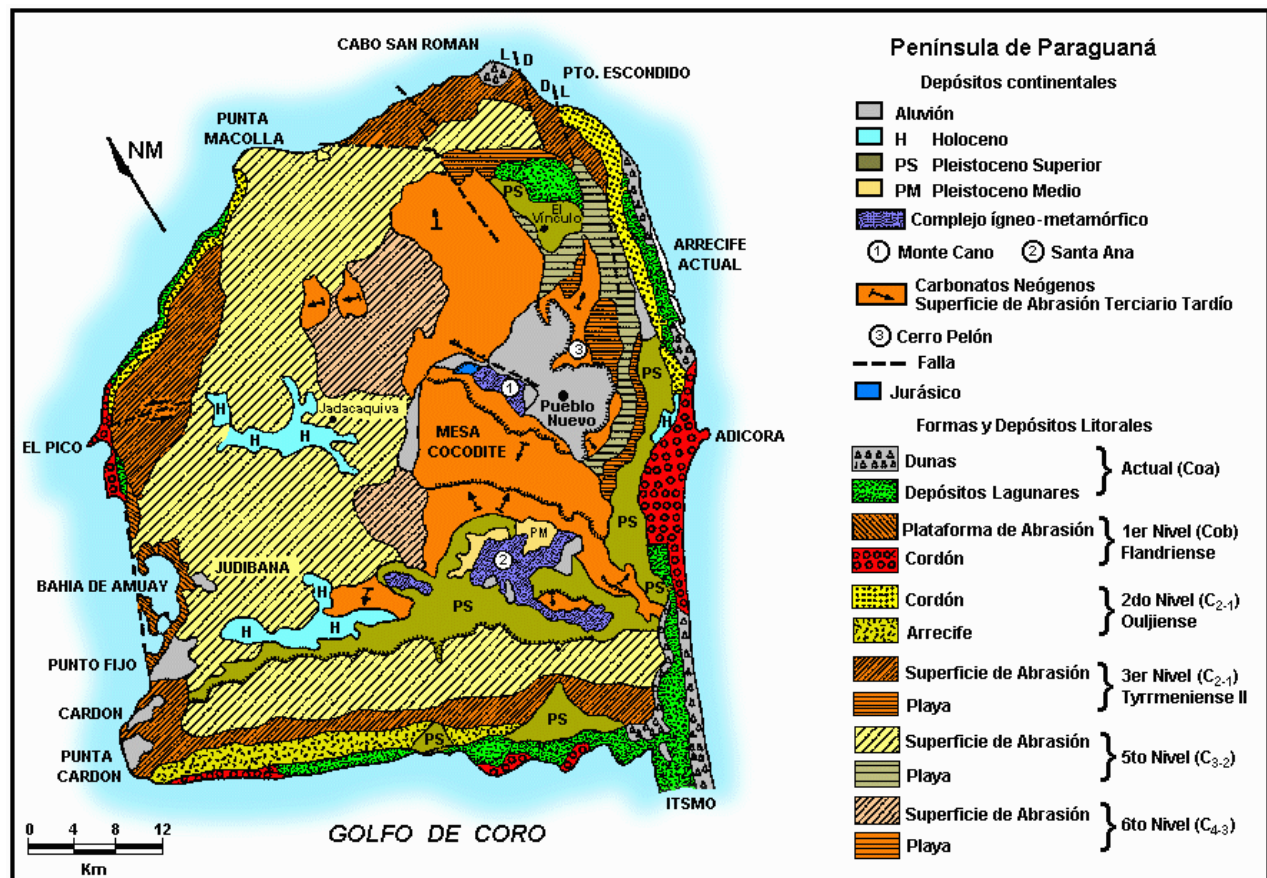 CABO SAN ROMAN
L D
PTO. ESCONDIDO
D L
PUNTA
MACOLLA
NM
PS
El
Vínculo
ARRECIFE
ACTUAL
1
3
PS
H
Jadacaquiva
H
H
H
Pueblo
Nuevo
H
MESA
COCODITE
EL PICO
ADICORA
PS
PM
2
JUDIBANA
BAHIA DE AMUAY
H
PS
PS
H
H
PUNTO FIJO
CARDON
PS
PS
PUNTA
CARDON
ITSMO
GOLFO DE CORO
0 4 8 12
Km
Península de Paraguaná
Depósitos continentales
Aluvión
H Holoceno
PS Pleistoceno Superior
PM Pleistoceno Medio
Complejo ígneo-metamórfico
1 Monte Cano 2 Santa Ana
Carbonatos Neógenos
Superficie de Abrasión Terciario Tardío
3 Cerro Pelón
Falla
Jurásico
Formas y Depósitos Litorales
Dunas
Depósitos Lagunares
Actual (Coa)
Plataforma de Abrasión
Cordón
1er Nivel (Cob)
Flandriense
Cordón
Arrecife
2do Nivel (C2-1)
Ouljiense
Superficie de Abrasión
Playa
3er Nivel (C2-1)
Tyrrmeniense II
Superficie de Abrasión
Playa
5to Nivel (C3-2)
Superficie de Abrasión
Playa
6to Nivel (C4-3)